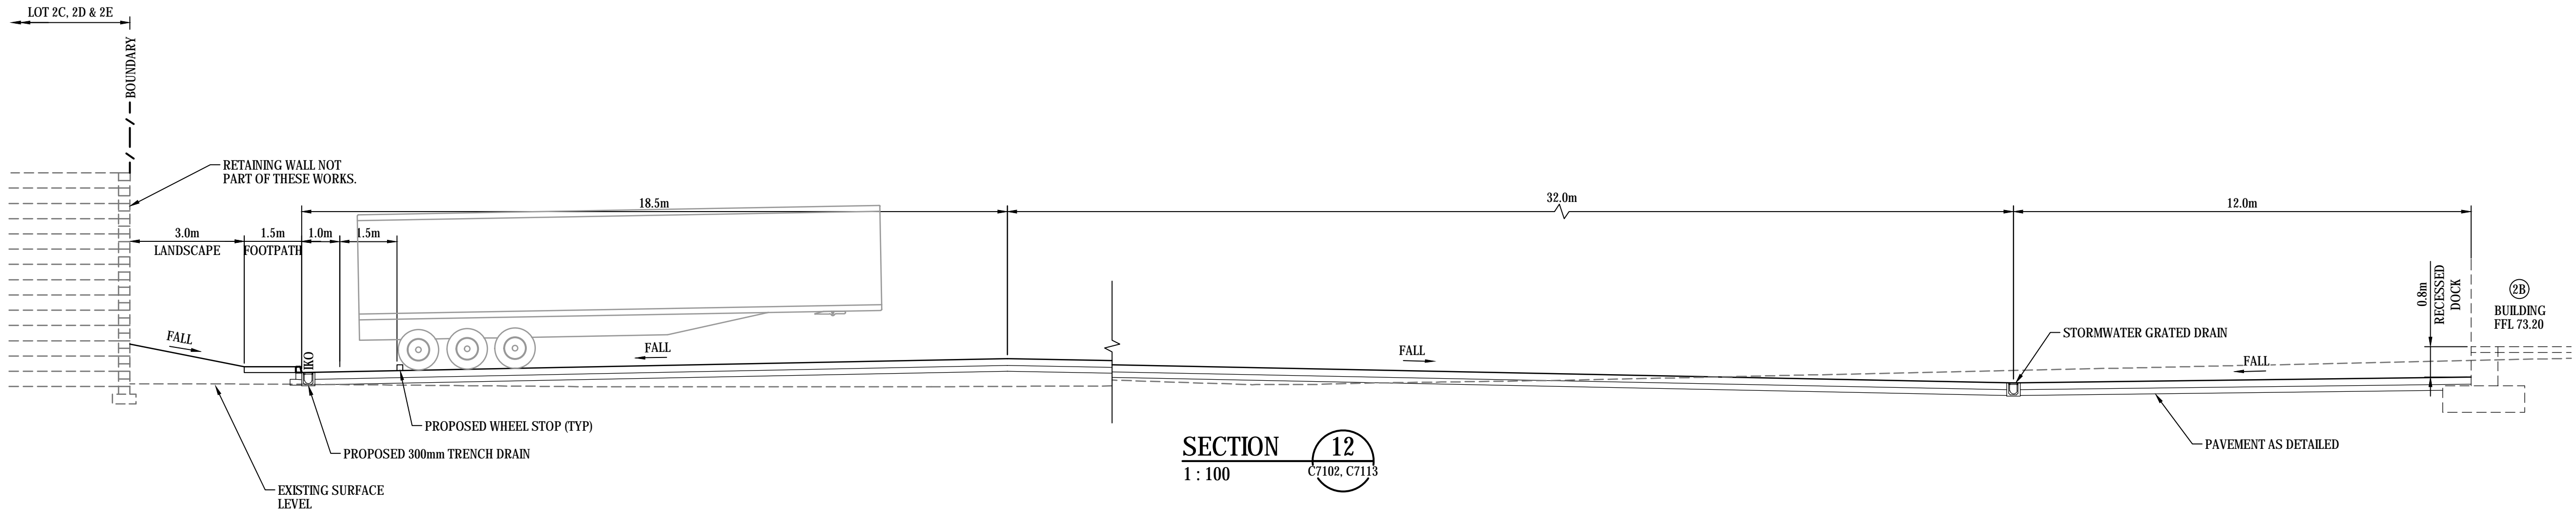 LOT 2C, 2D & 2E
BOUNDARY
RETAINING WALL NOT
PART OF THESE WORKS.
18.5m
32.0m
12.0m
3.0m
1.5m
1.0m
1.5m
LANDSCAPE
FOOTPATH
FALL
IKO
FALL
FALL
FALL
0.8m
RECESSED
DOCK
2B
BUILDING
FFL 73.20
STORMWATER GRATED DRAIN
PROPOSED WHEEL STOP (TYP)
PROPOSED 300mm TRENCH DRAIN
EXISTING SURFACE
LEVEL
PAVEMENT AS DETAILED
SECTION
12
1 : 100
C7102, C7113